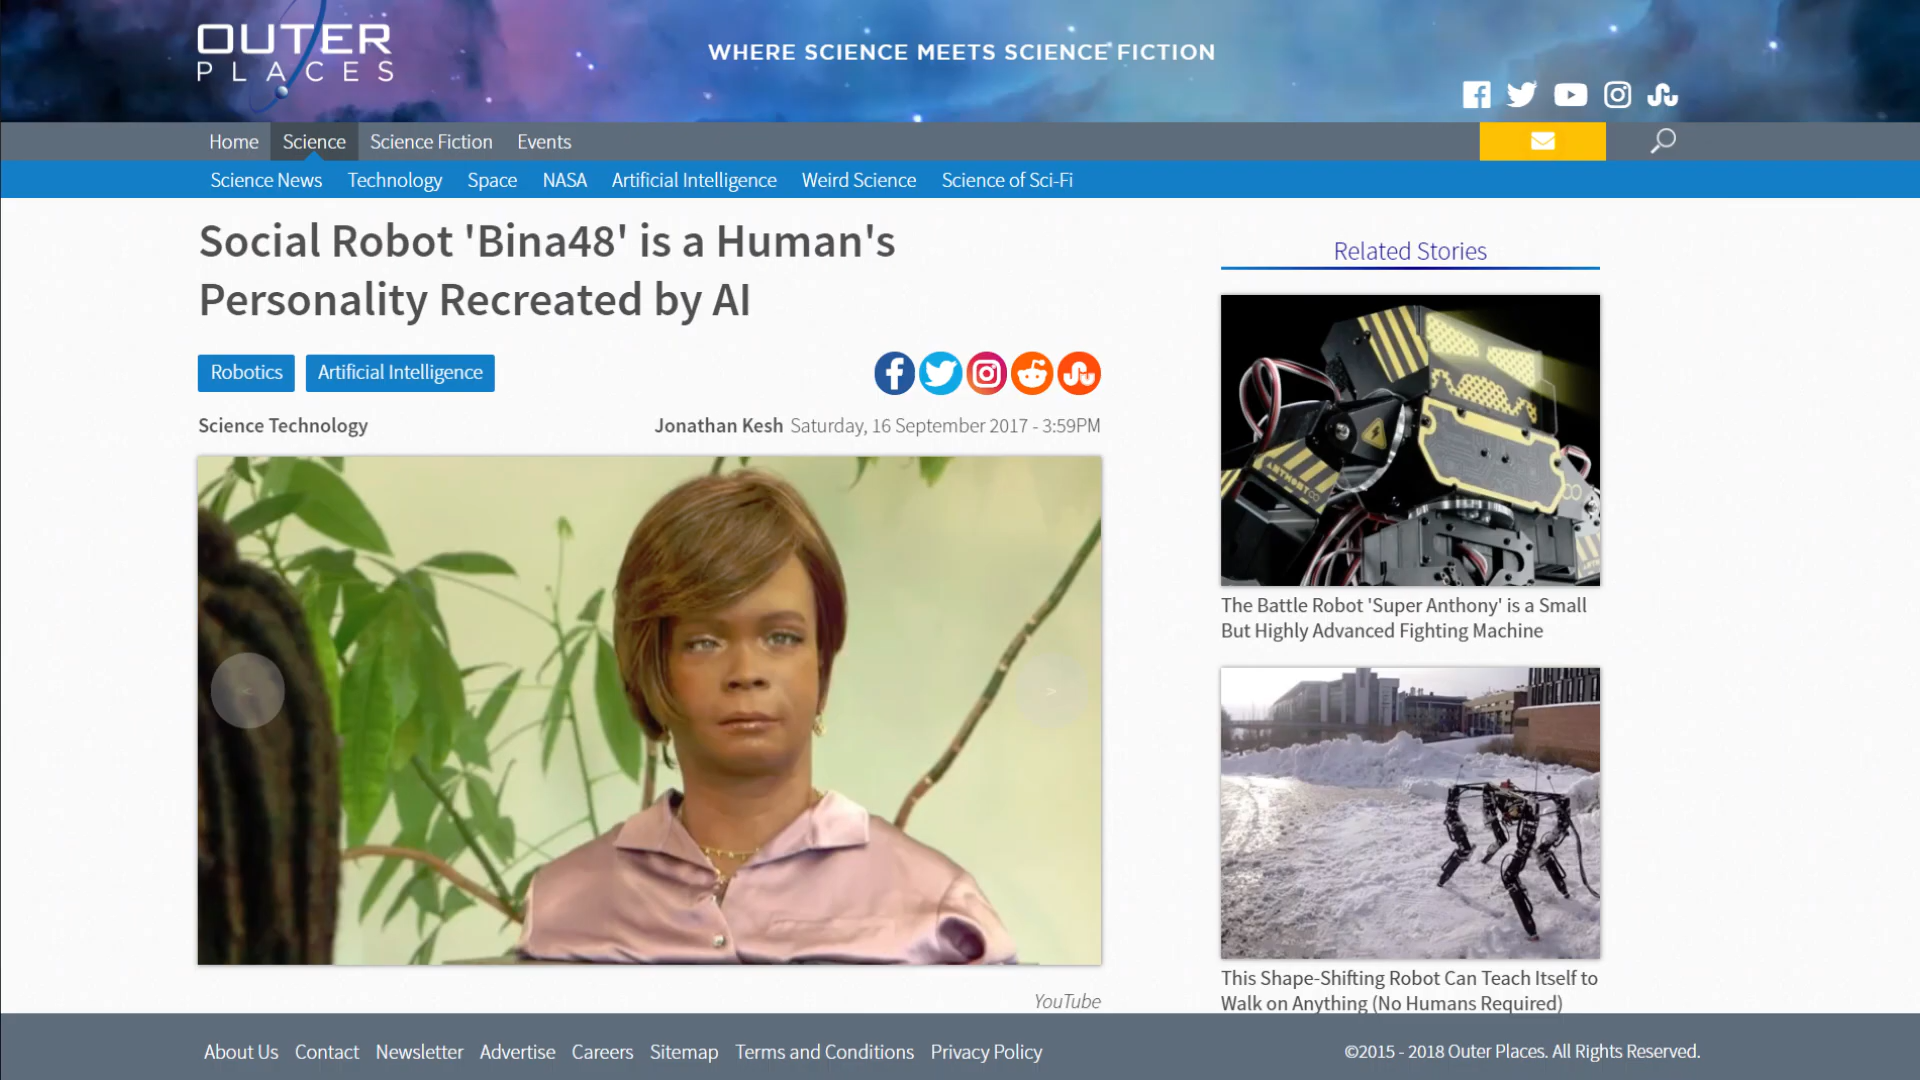 OUTER
PLACES
WHERE SCIENCE MEETS SCIENCE FICTION
Home Science Science Fiction Events
Science News Technology Space NASA Artificial Intelligence Weird Science Science of Sci-Fi
Social Robot 'Bina48' is a Human's
Personality Recreated by AI
Robotics Artificial Intelligence
Science Technology
Jonathan Kesh Saturday, 16 September 2017 - 3:59PM
<
>
YouTube
Related Stories
ANTHONY CO
The Battle Robot 'Super Anthony' is a Small
But Highly Advanced Fighting Machine
This Shape-Shifting Robot Can Teach Itself to
Walk on Anything (No Humans Required)
About Us Contact Newsletter Advertise Careers Sitemap Terms and Conditions Privacy Policy
©2015 - 2018 Outer Places. All Rights Reserved.